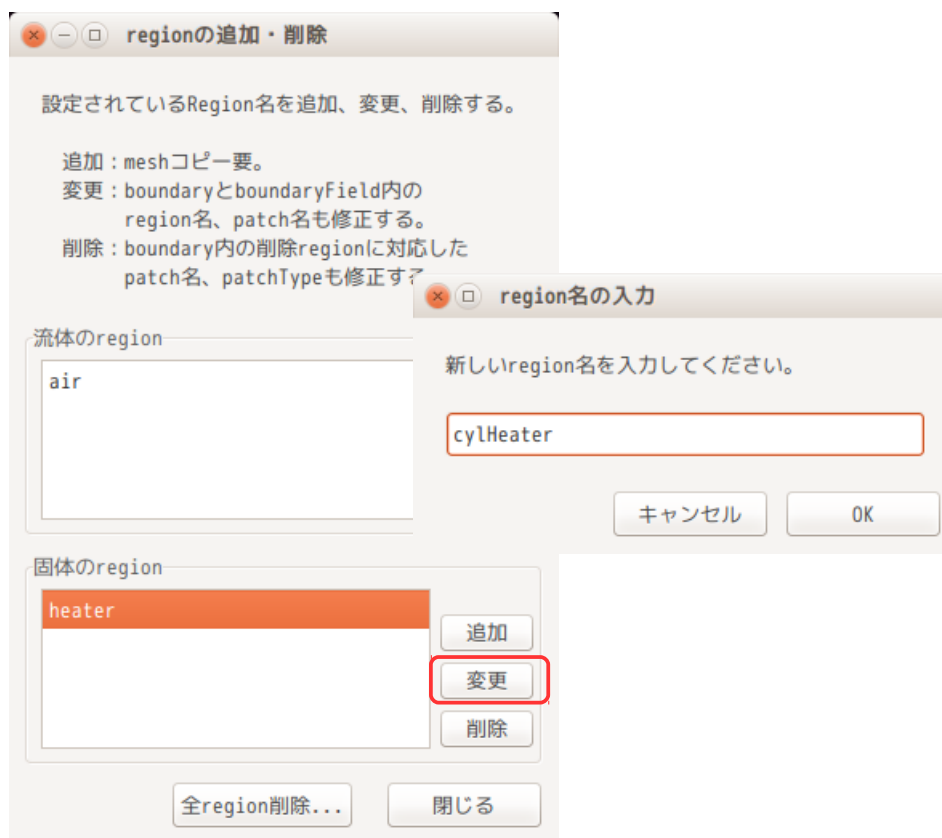 regionの追加・削除
設定されているRegion名を追加、変更、削除する。
追加：meshコピー要。
変更：boundaryとboundaryField内の
region名、patch名も修正する。
削除：boundary内の削除regionに対応した
patch名、patchTypeも修正する
流体のregion
air
固体のregion
heater
追加
変更
削除
全region削除...
閉じる
region名の入力
新しいregion名を入力してください。
cylHeater
キャンセル
OK